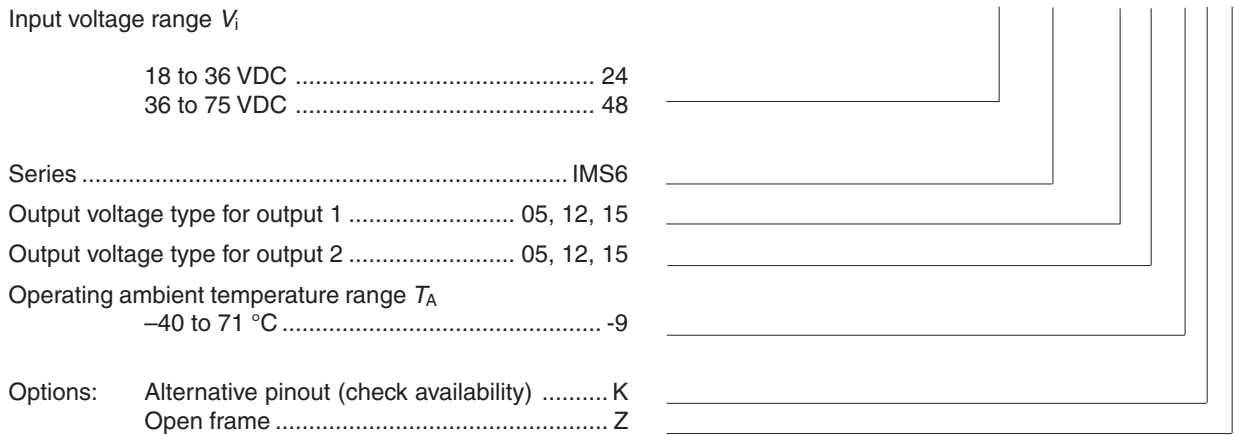 Input voltage range Vi
18 to 36 VDC ............................................. 24
36 to 75 VDC ............................................. 48
Series ......................................................................... IMS6
Output voltage type for output 1 ......................... 05, 12, 15
Output voltage type for output 2 ......................... 05, 12, 15
Operating ambient temperature range TA
–40 to 71 °C ................................................ -9
Options: Alternative pinout (check availability) .......... K
Open frame .................................................. Z